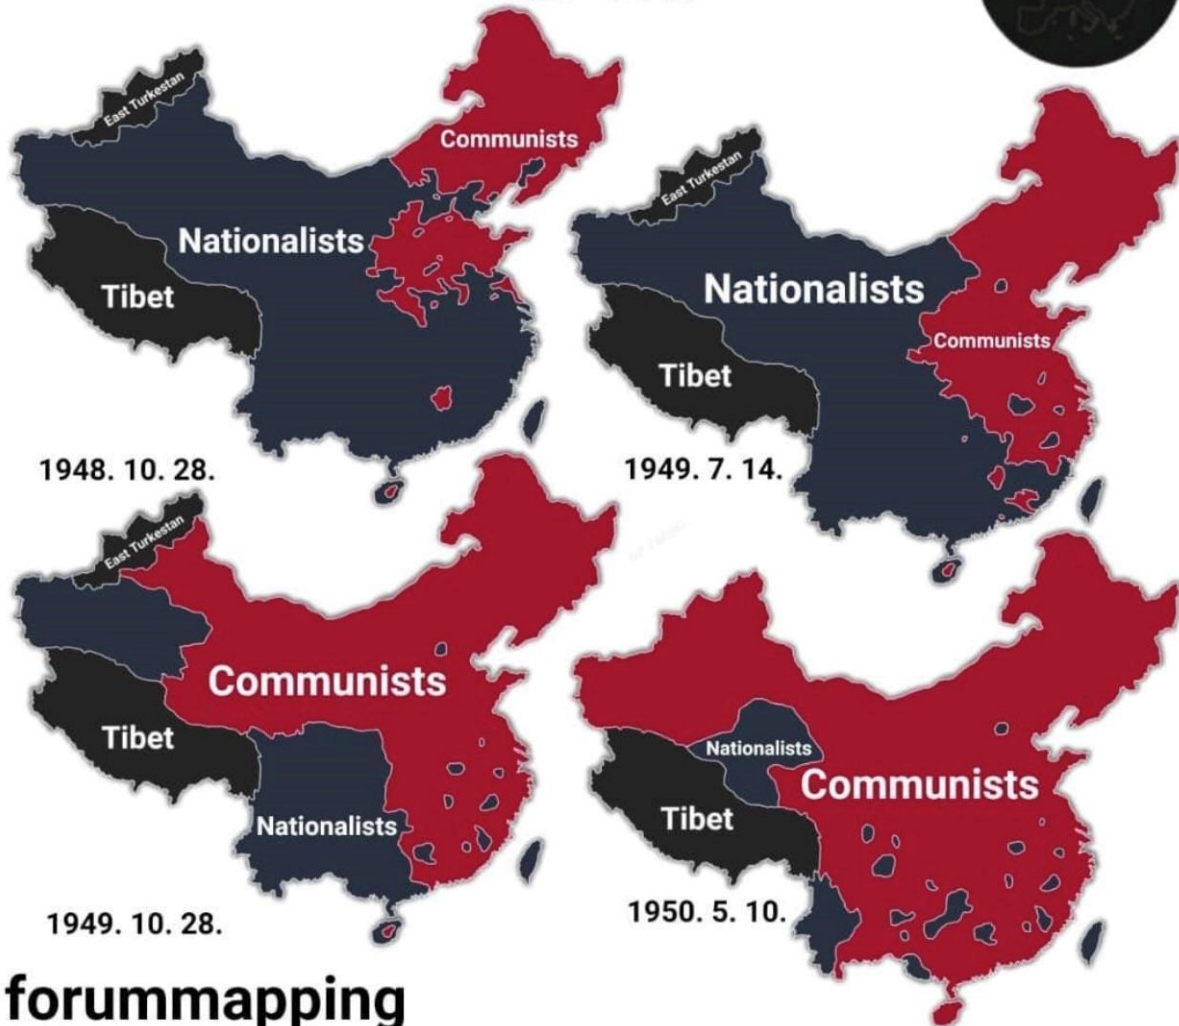 East Turkestan
Communists
Nationalists
Tibet
1948. 10. 28.
East Turkestan
Nationalists
Communists
Tibet
1949. 7. 14.
East Turkestan
Communists
Tibet
Nationalists
1949. 10. 28.
Nationalists
Communists
Tibet
1950. 5. 10.
forummapping